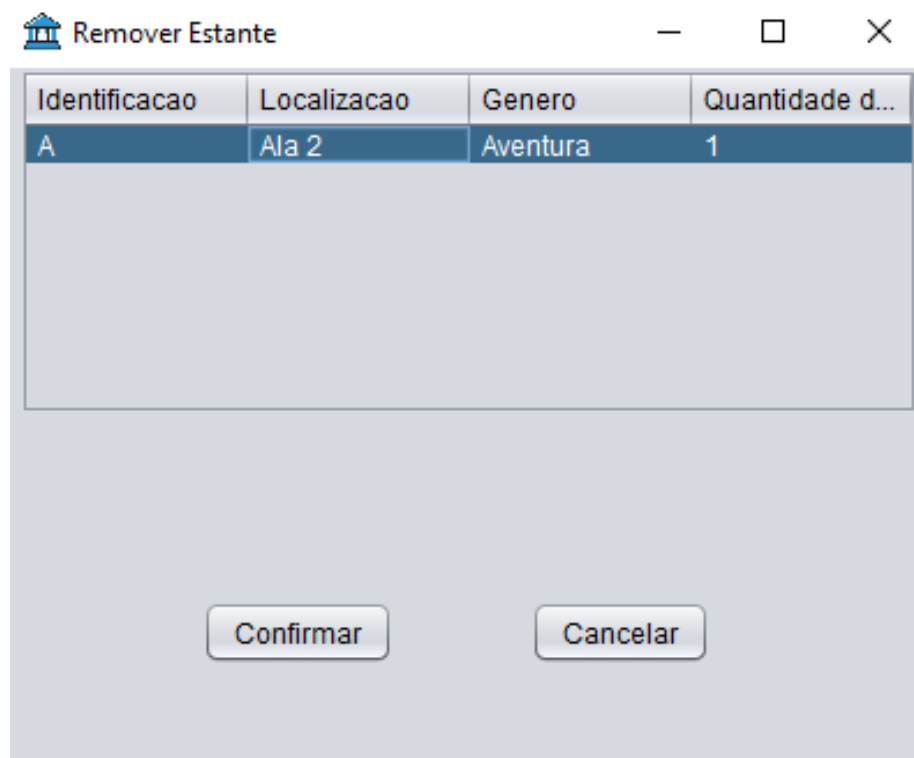 Remover Estante
Identificacao Localizacao Genero Quantidade d...
A Ala 2 Aventura 1
Confirmar Cancelar